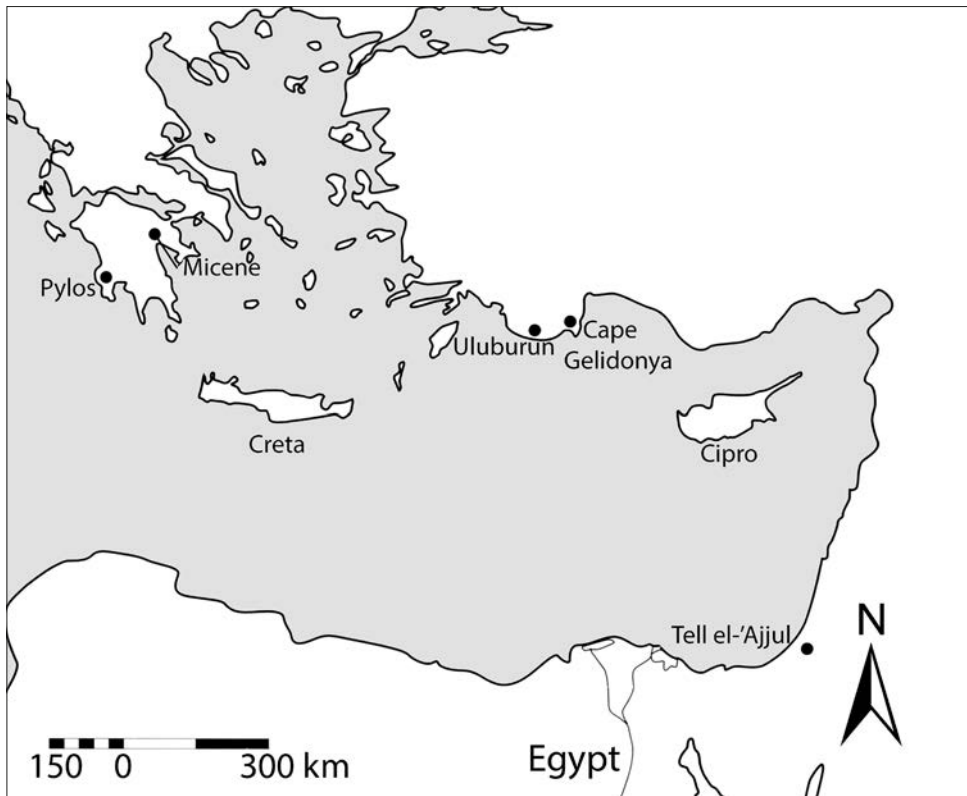 Micene
Pylos
Uluburun
Cape
Gelidonya
Creta
Cipro
Tell el-’Ajjul
N
150 0 300 km
Egypt